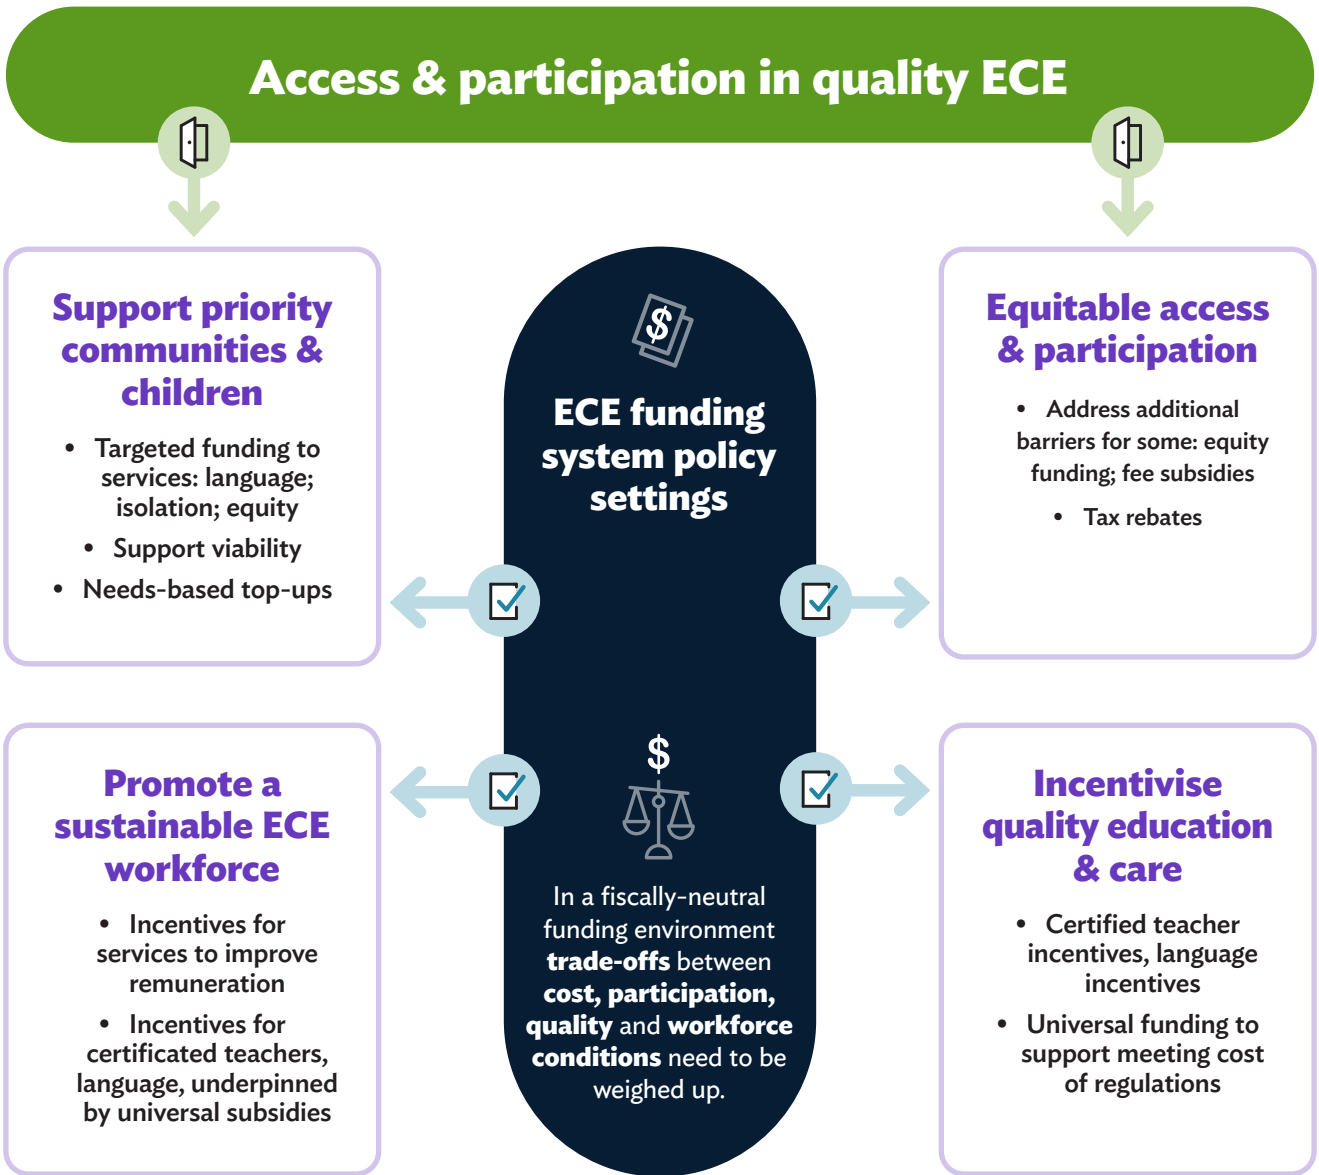 Access & participation in quality ECE
Support priority
communities &
children
• Targeted funding to
services: language;
isolation; equity
• Support viability
• Needs-based top-ups
$
ECE funding
system policy
settings
Equitable access
& participation
• Address additional
barriers for some: equity
funding; fee subsidies
• Tax rebates
Promote a
sustainable ECE
workforce
• Incentives for
services to improve
remuneration
• Incentives for
certificated teachers,
language, underpinned
by universal subsidies
$
In a fiscally-neutral
funding environment
trade-offs between
cost, participation,
quality and workforce
conditions need to be
weighed up.
Incentivise
quality education
& care
• Certified teacher
incentives, language
incentives
• Universal funding to
support meeting cost
of regulations